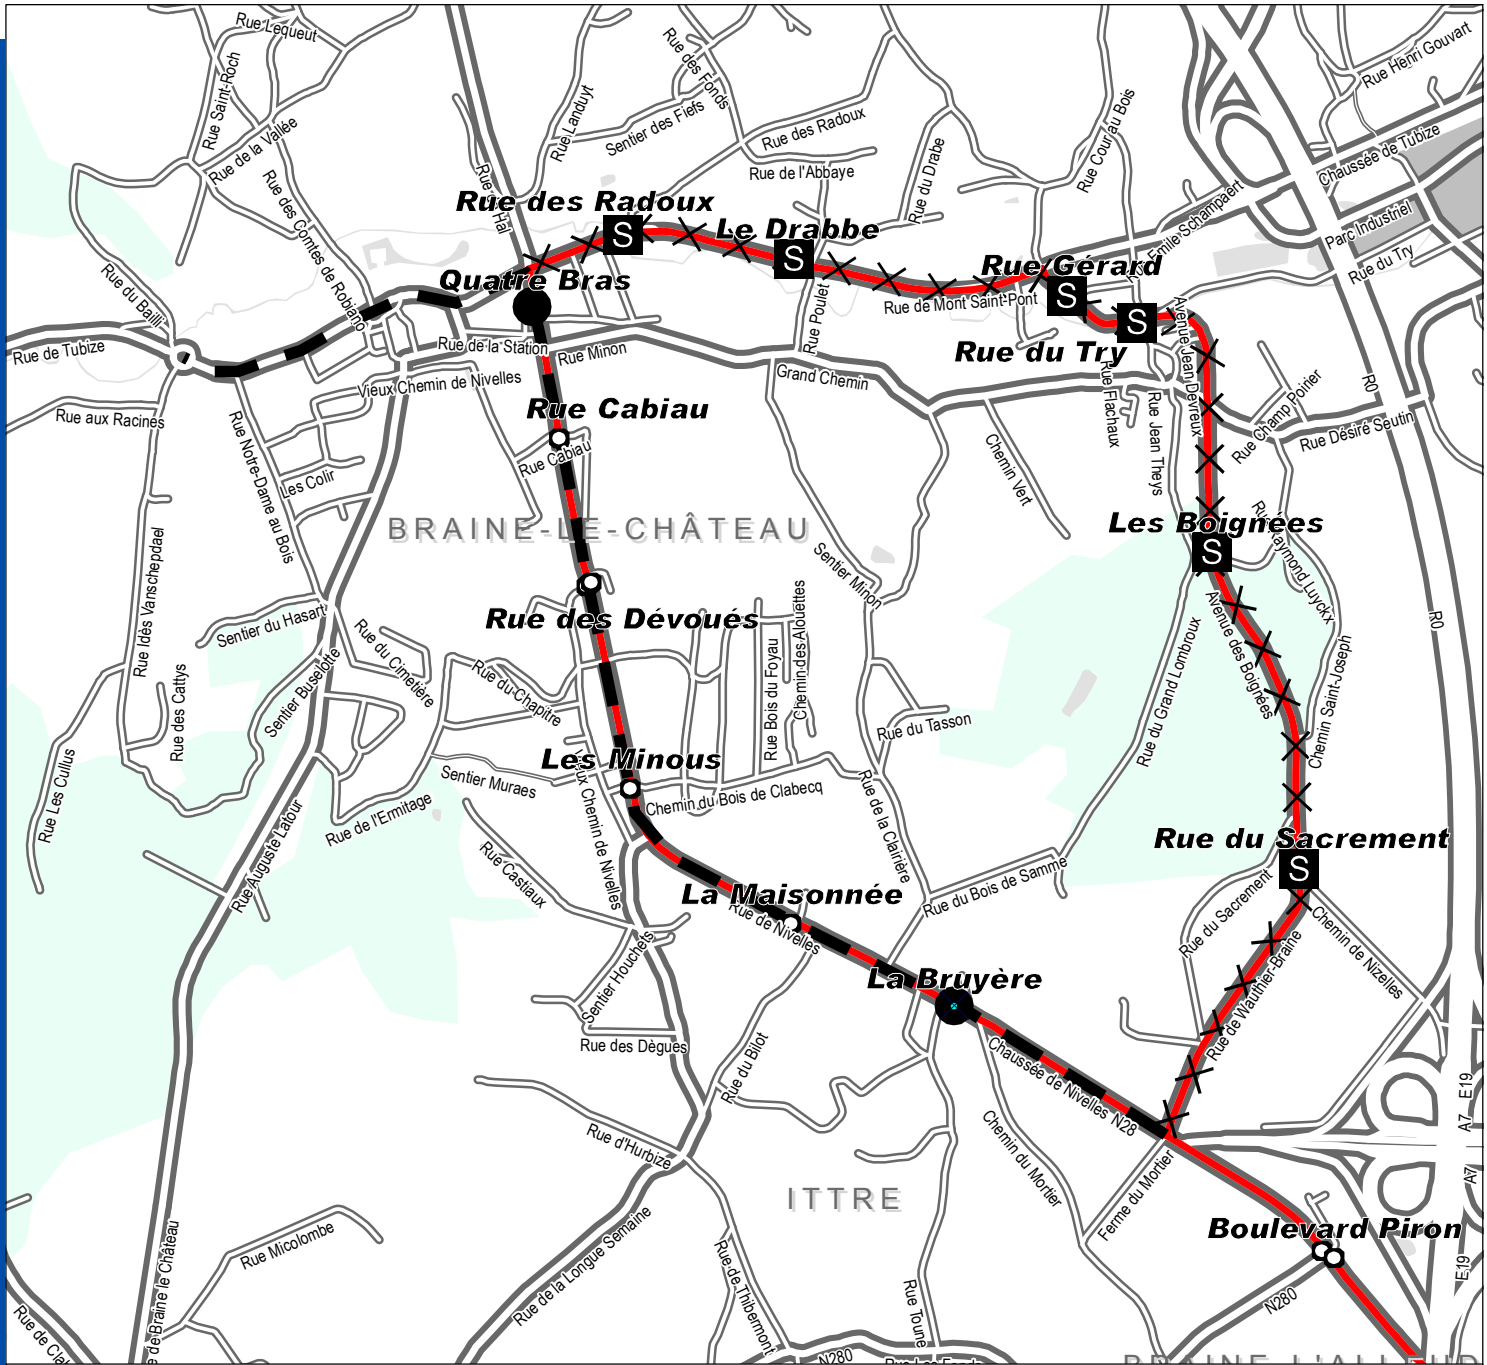 Rue Lequeut
Rue Saint-Roch
Rue de la Vallée
Rue des Comtes de Robiano
Rue du Bailli
Rue de Tubize
Rue aux Racines
Rue Landuyt
Sentier des Fiefs
Rue des Fonds
Rue des Radoux
Rue de l'Abbaye
Rue du Drabe
Rue Cour au Bois
Rue Henri Gouvart
Chaussée de Tubize
Parc Industriel
Rue du Try
Emile Schampaert
Rue des Radoux
S
Le Drabbe
S
Quatre Bras
Rue Gérard
S
Rue de Mont Saint-Pont
Rue du Try
S
Rue Poulet
Rue de la Station
Rue Minon
Grand Chemin
Vieux Chemin de Nivelles
Rue Cabiau
Rue Cabiau
Rue Notre-Dame au Bois
Les Colir
Chemin Vert
Rue Flachaux
Rue Jean Theys
Avenue Jean Devreux
Rue Champ Poirier
Rue Désiré Seutin
R0
R0
BRAINE-LE-CHÂTEAU
Les Boignées
S
Rue Raymond Luyckx
Avenue des Boignées
Chemin Saint-Joseph
Rue du Grand Lombroux
Sentier Minon
Rue Idès Vanschepdael
Sentier du Hasart
Rue du Cimetière
Sentier Buselotte
Rue des Cattys
Rue Les Cullus
Rue des Dévoués
Rue du Chapitre
Rue Bois du Foyau
Chemin des Alouettes
Rue du Tasson
Les Minous
Sentier Muraes
Chemin du Bois de Clabecq
Rue de l'Ermitage
Vieux Chemin de Nivelles
Rue Auguste Latour
Rue Castiaux
Rue de la Clairière
La Maisonnée
Rue de Nivelles
Rue du Bois de Samme
Rue du Sacrement
S
Rue du Sacrement
Chemin de Nizelles
Rue de Wauthier-Braine
Sentier Houchets
Rue des Dègues
Rue du Bilot
La Bruyère
Chaussée de Nivelles N28
Chemin du Mortier
Ferme du Mortier
Rue d'Hurbize
ITTRE
A7 E19
A7
E19
Boulevard Piron
N280
Rue Micolombe
Rue de la Longue Semaine
Rue de Thibermont
Rue Toune
N280